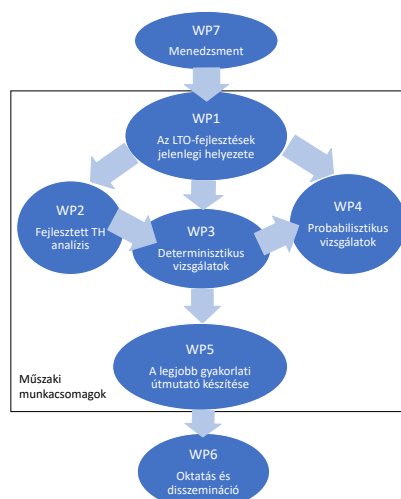 WP7
Menedzsment
WP1
Az LTO-fejlesztések
jelenlegi helyezete
WP2
Fejlesztett TH
analízis
WP3
Determinisztikus
vizsgálatok
WP4
Probabilisztikus
vizsgálatok
WP5
A legjobb gyakorlati
útmutató készítése
Műszaki
munkacsomagok
WP6
Oktatás és
disszemináció